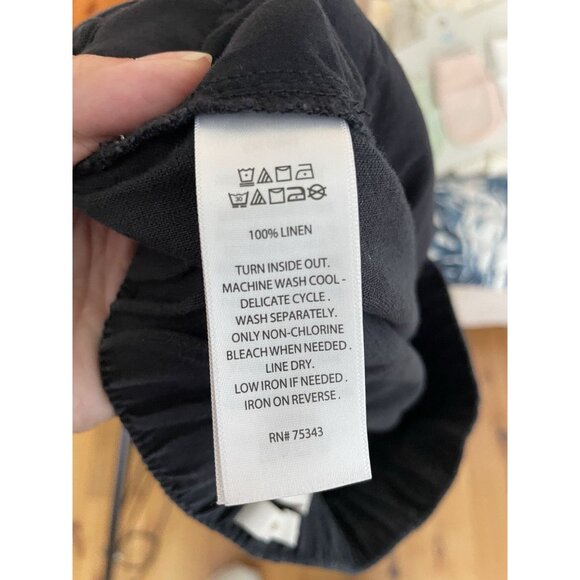 30
100% LINEN
TURN INSIDE OUT.
MACHINE WASH COOL -
DELICATE CYCLE .
WASH SEPARATELY.
ONLY NON-CHLORINE
BLEACH WHEN NEEDED .
LINE DRY.
LOW IRON IF NEEDED .
IRON ON REVERSE .
RN# 75343